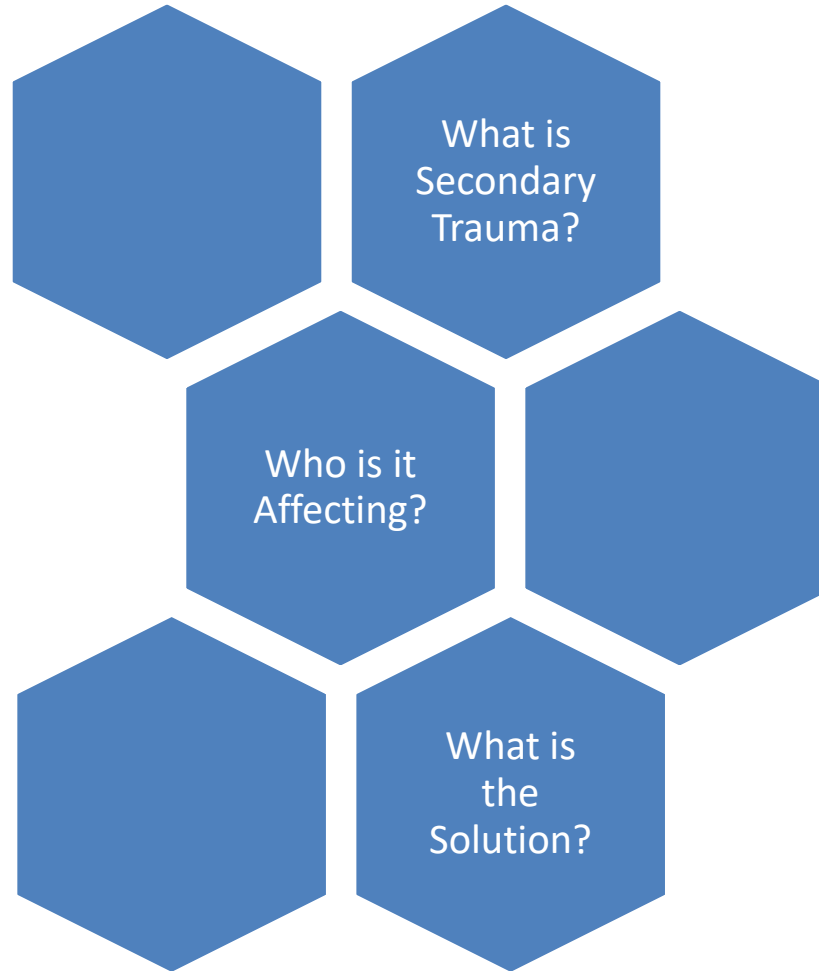 What is
Secondary
Trauma?
Who is it
Affecting?
What is
the
Solution?